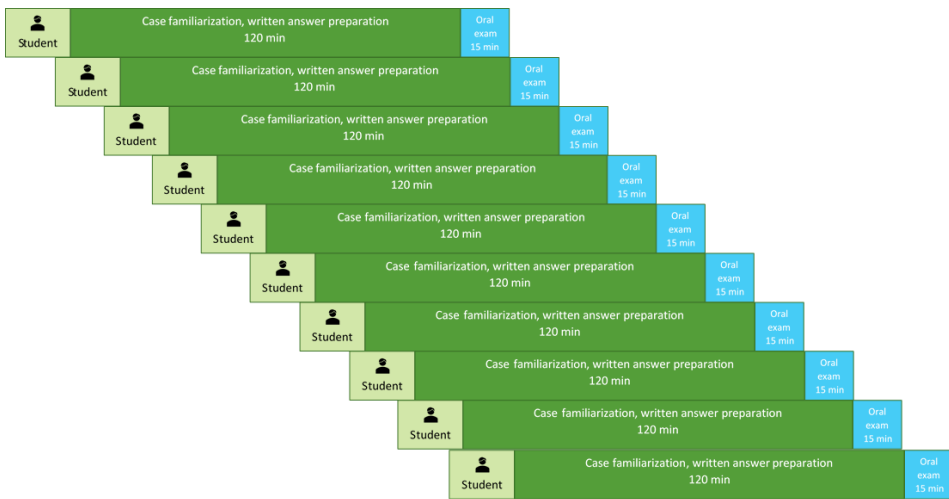 Student
Case familiarization, written answer preparation
120 min
Oral
exam
15 min
Student
Case familiarization, written answer preparation
120 min
Oral
exam
15 min
Student
Case familiarization, written answer preparation
120 min
Oral
exam
15 min
Student
Case familiarization, written answer preparation
120 min
Oral
exam
15 min
Student
Case familiarization, written answer preparation
120 min
Oral
exam
15 min
Student
Case familiarization, written answer preparation
120 min
Oral
exam
15 min
Student
Case familiarization, written answer preparation
120 min
Oral
exam
15 min
Student
Case familiarization, written answer preparation
120 min
Oral
exam
15 min
Student
Case familiarization, written answer preparation
120 min
Oral
exam
15 min
Student
Case familiarization, written answer preparation
120 min
Oral
exam
15 min